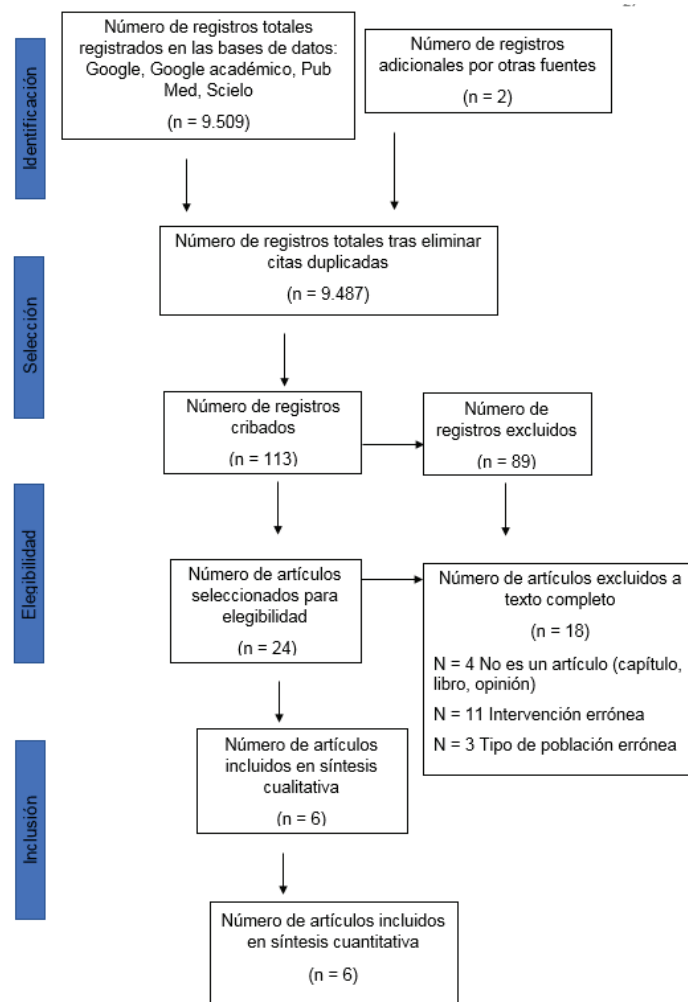 Identificación
Número de registros totales
registrados en las bases de datos:
Google, Google académico, Pub
Med, Scielo
(n = 9.509)
Número de registros
adicionales por otras fuentes
(n = 2)
Selección
Número de registros totales tras eliminar
citas duplicadas
(n = 9.487)
Número de registros
cribados
(n = 113)
Número de
registros excluidos
(n = 89)
Elegibilidad
Número de artículos
seleccionados para
elegibilidad
(n = 24)
Número de artículos excluidos a
texto completo
(n = 18)
N = 4 No es un artículo (capítulo,
libro, opinión)
N = 11 Intervención errónea
N = 3 Tipo de población errónea
Inclusión
Número de artículos
incluidos en síntesis
cualitativa
(n = 6)
Número de artículos incluidos
en síntesis cuantitativa
(n = 6)